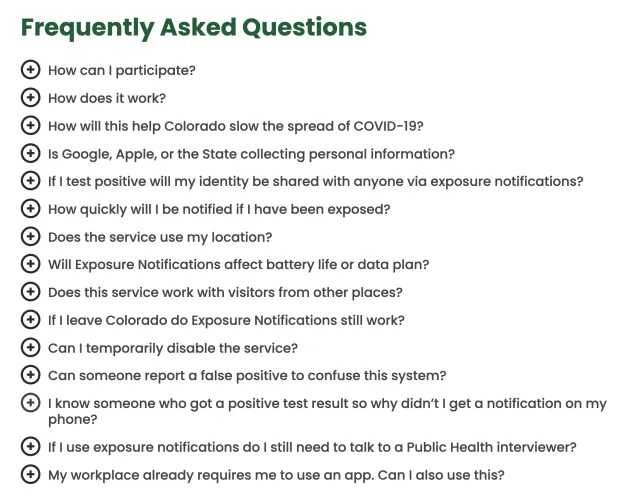 Frequently Asked Questions
How can I participate?
How does it work?
How will this help Colorado slow the spread of COVID-19?
Is Google, Apple, or the State collecting personal information?
If I test positive will my identity be shared with anyone via exposure notifications?
How quickly will I be notified if I have been exposed?
Does the service use my location?
Will Exposure Notifications affect battery life or data plan?
Does this service work with visitors from other places?
If I leave Colorado do Exposure Notifications still work?
Can I temporarily disable the service?
Can someone report a false positive to confuse this system?
I know someone who got a positive test result so why didn’t I get a notification on my
phone?
If I use exposure notifications do I still need to talk to a Public Health interviewer?
My workplace already requires me to use an app. Can I also use this?